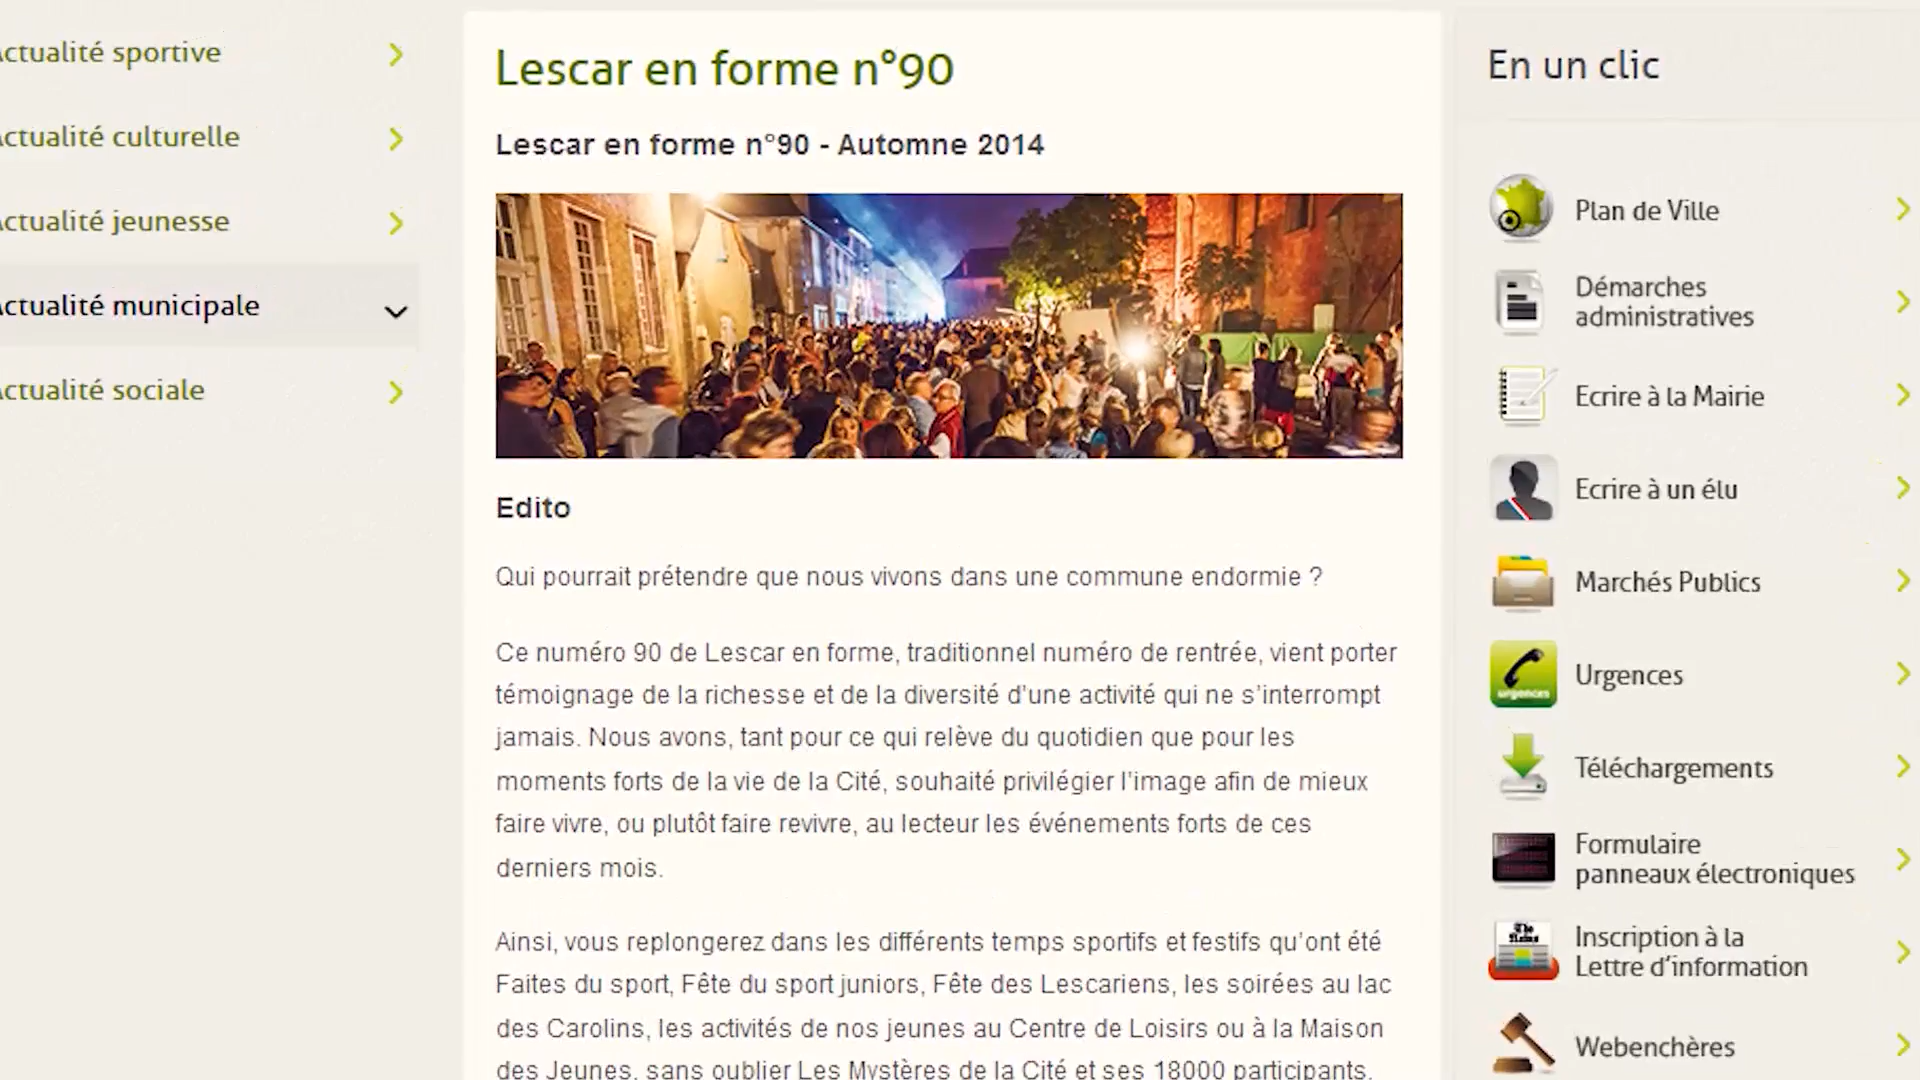 Actualité sportive
Actualité culturelle
Actualité jeunesse
Actualité municipale
Actualité sociale
Lescar en forme n°90
Lescar en forme n°90 - Automne 2014
Edito
Qui pourrait prétendre que nous vivons dans une commune endormie ?
Ce numéro 90 de Lescar en forme, traditionnel numéro de rentrée, vient porter
témoignage de la richesse et de la diversité d'une activité qui ne s'interrompt
jamais. Nous avons, tant pour ce qui relève du quotidien que pour les
moments forts de la vie de la Cité, souhaité privilégier l'image afin de mieux
faire vivre, ou plutôt faire revivre, au lecteur les événements forts de ces
derniers mois.
Ainsi, vous replongerez dans les différents temps sportifs et festifs qu'ont été
Faites du sport, Fête du sport juniors, Fête des Lescariens, les soirées au lac
des Carolins, les activités de nos jeunes au Centre de Loisirs ou à la Maison
des Jeunes, sans oublier Les Mystères de la Cité et ses 18000 participants.
En un clic
Plan de Ville
Démarches
administratives
Ecrire à la Mairie
Ecrire à un élu
Marchés Publics
urgences
Urgences
Téléchargements
Formulaire
panneaux électroniques
The
News
Inscription à la
Lettre d'information
Webenchères